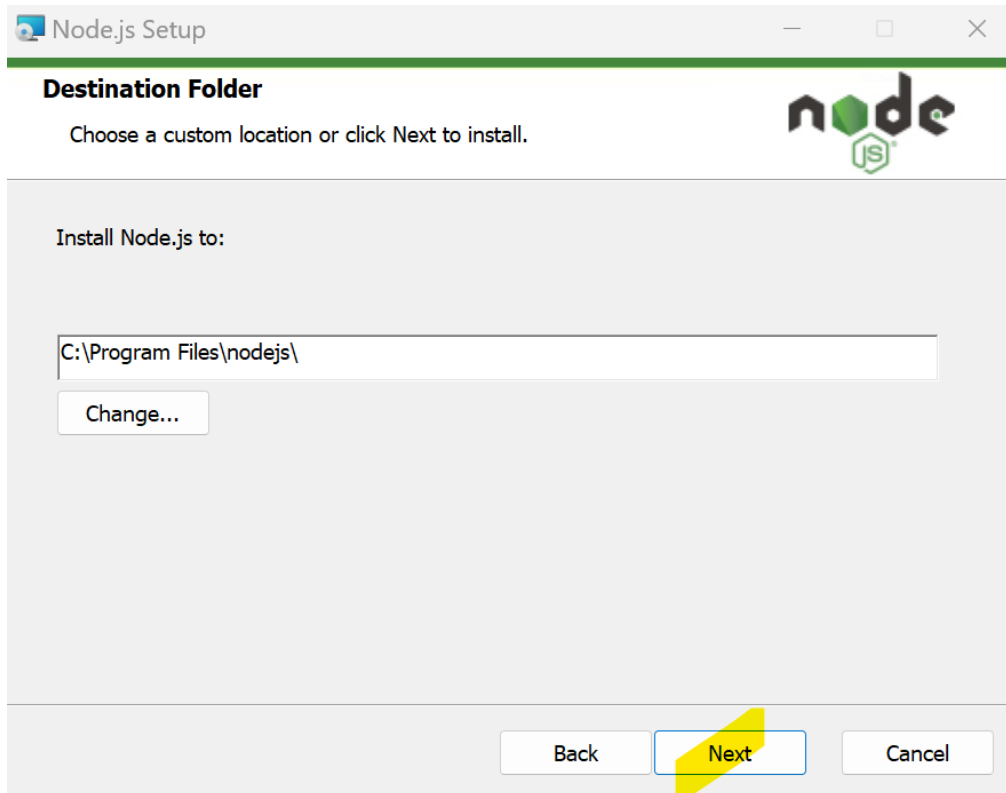 Node.js Setup
Destination Folder
Choose a custom location or click Next to install.
node
JS
Install Node.js to:
C:\Program Files\nodejs\
Change...
Back
Next
Cancel